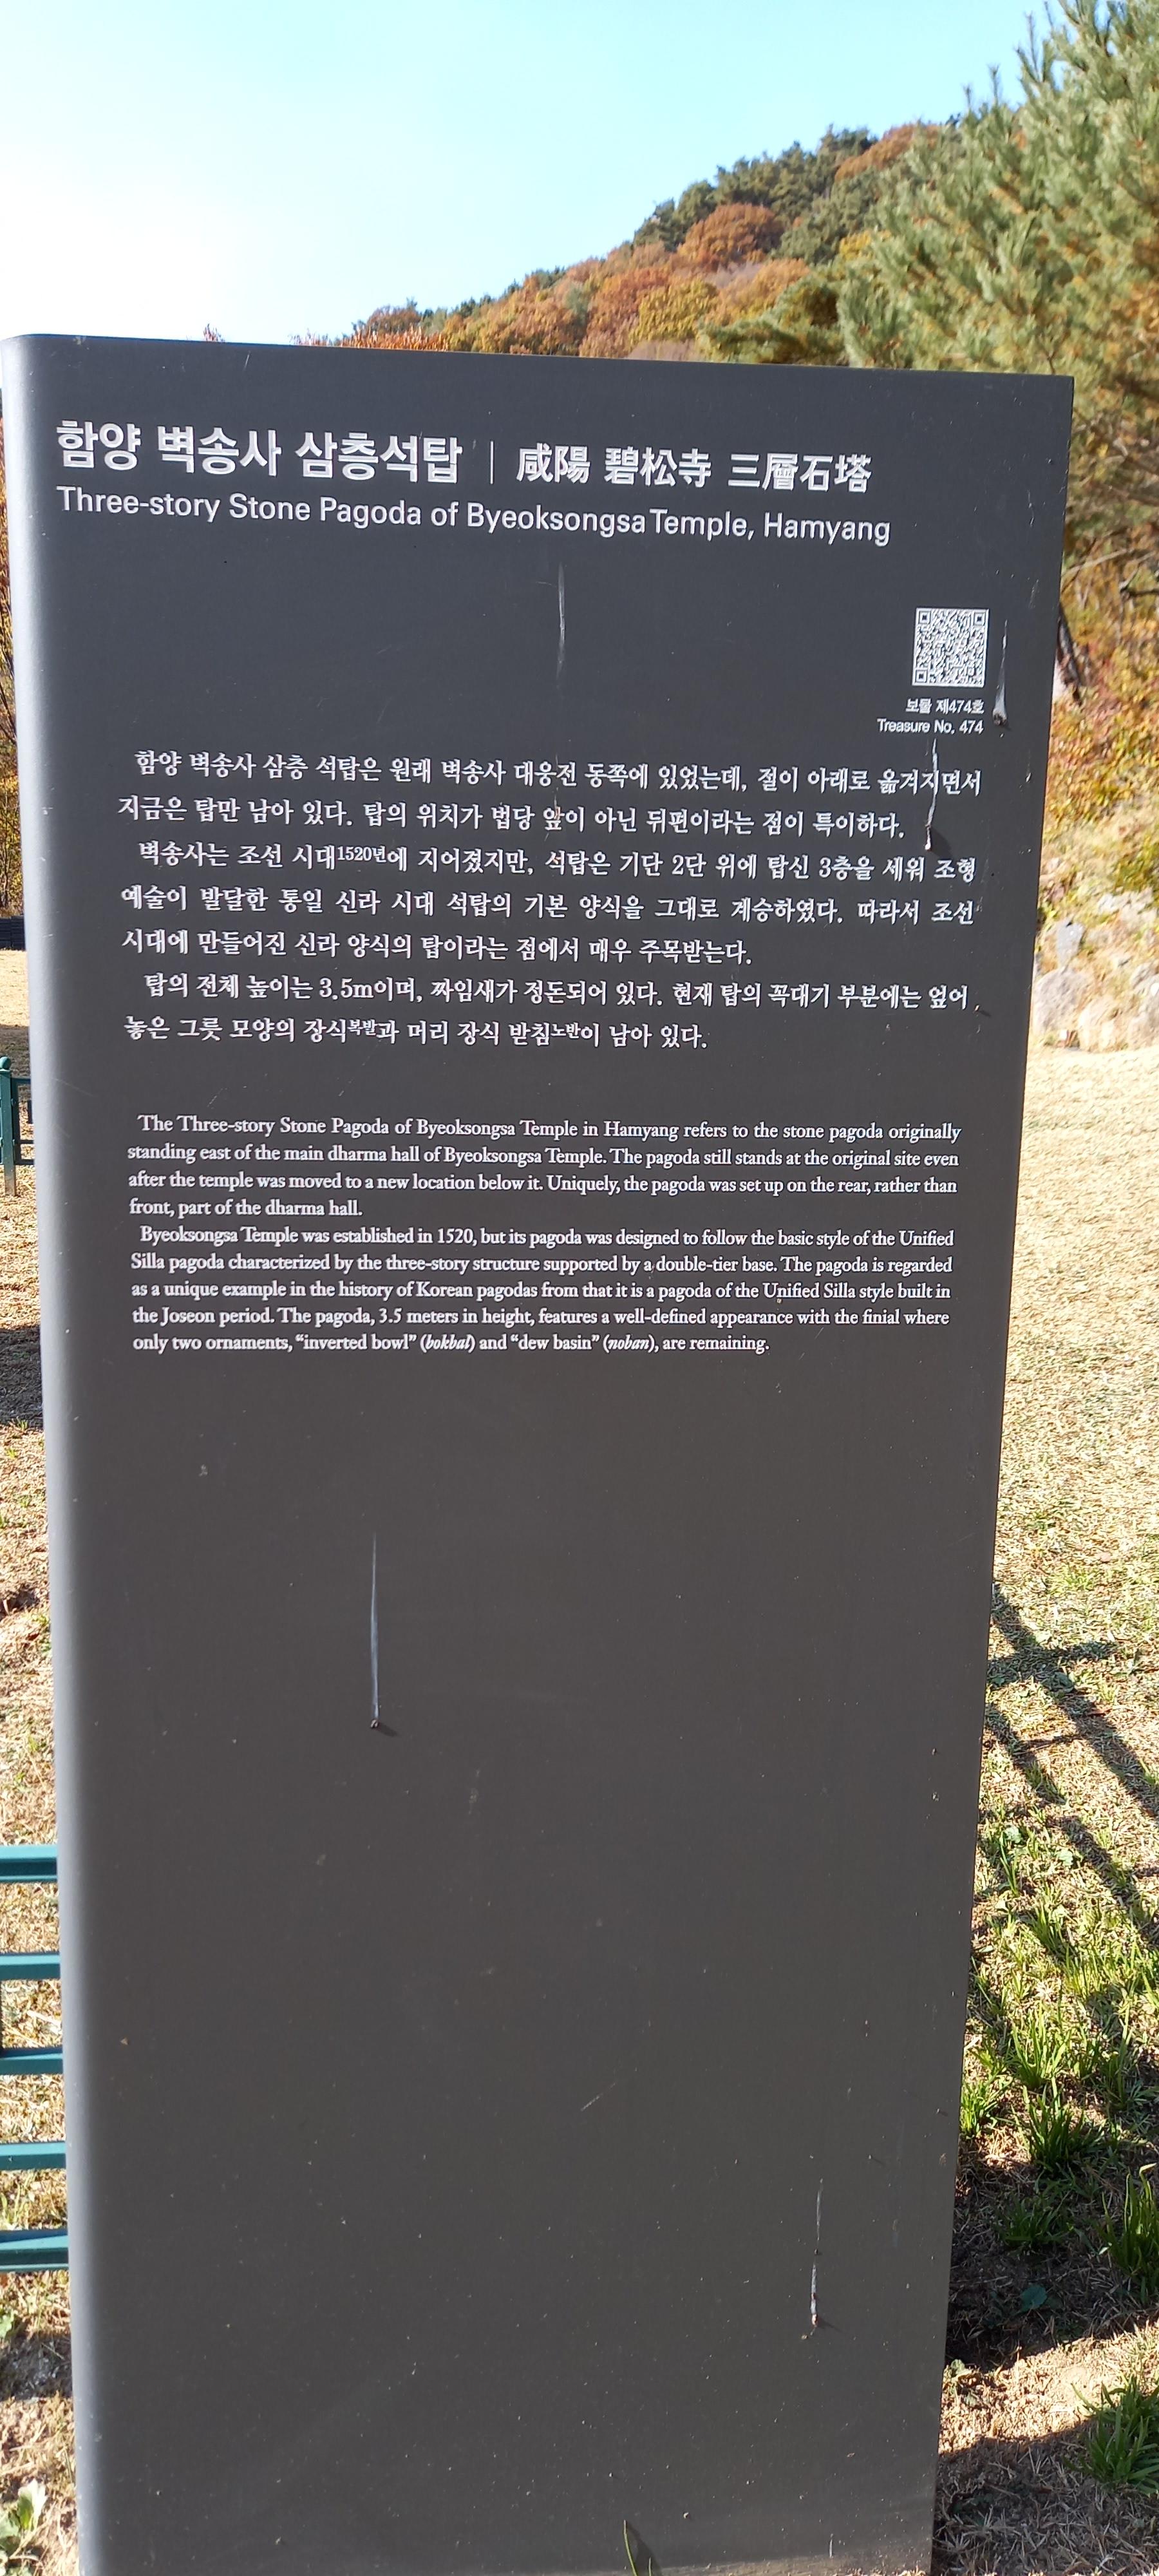 함양 벽송사 삼층석탑 | 咸陽 碧松寺 三層石塔
Three-story Stone Pagoda of Byeoksongsa Temple, Hamyang
보물 제474호
Treasure No. 474
함양 벽송사 삼층 석탑은 원래 벽송사 대웅전 동쪽에 있었는데, 절이 아래로 옮겨지면서
지금은 탑만 남아 있다. 탑의 위치가 법당 앞이 아닌 뒤편이라는 점이 특이하다.
벽송사는 조선 시대1520년에 지어졌지만, 석탑은 기단 2단 위에 탑신 3층을 세워 조형
예술이 발달한 통일 신라 시대 석탑의 기본 양식을 그대로 계승하였다. 따라서 조선
시대에 만들어진 신라 양식의 탑이라는 점에서 매우 주목받는다.
탑의 전체 높이는 3.5m이며, 짜임새가 정돈되어 있다. 현재 탑의 꼭대기 부분에는 엎어
놓은 그릇 모양의 장식복발과 머리 장식 받침노반이 남아 있다.
The Three-story Stone Pagoda of Byeoksongsa Temple in Hamyang refers to the stone pagoda originally
standing east of the main dharma hall of Byeoksongsa Temple. The pagoda still stands at the original site even
after the temple was moved to a new location below it. Uniquely, the pagoda was set up on the rear, rather than
front, part of the dharma hall.
Byeoksongsa Temple was established in 1520, but its pagoda was designed to follow the basic style of the Unified
Silla pagoda characterized by the three-story structure supported by a double-tier base. The pagoda is regarded
as a unique example in the history of Korean pagodas from that it is a pagoda of the Unified Silla style built in
the Joseon period. The pagoda, 3.5 meters in height, features a well-defined appearance with the finial where
only two ornaments, “inverted bowl” (bokbal) and “dew basin” (noban), are remaining.